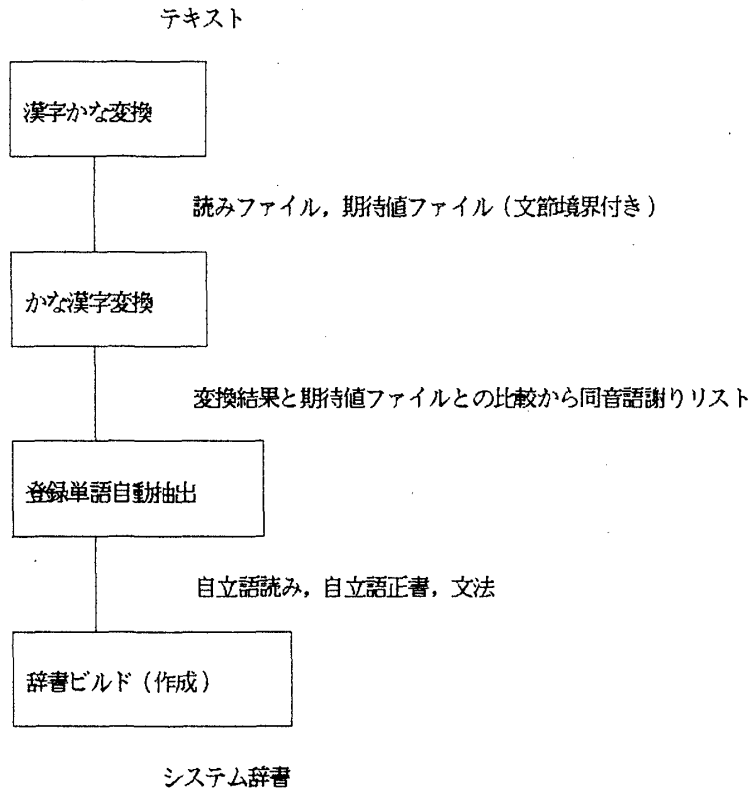 テキスト
漢字かな変換
読みファイル，期待値ファイル（文節境界付き）
かな漢字変換
変換結果と期待値ファイルとの比較から同音語謝りリスト
登録単語自動抽出
自立語読み，自立語正書，文法
辞書ビルド（作成）
システム辞書